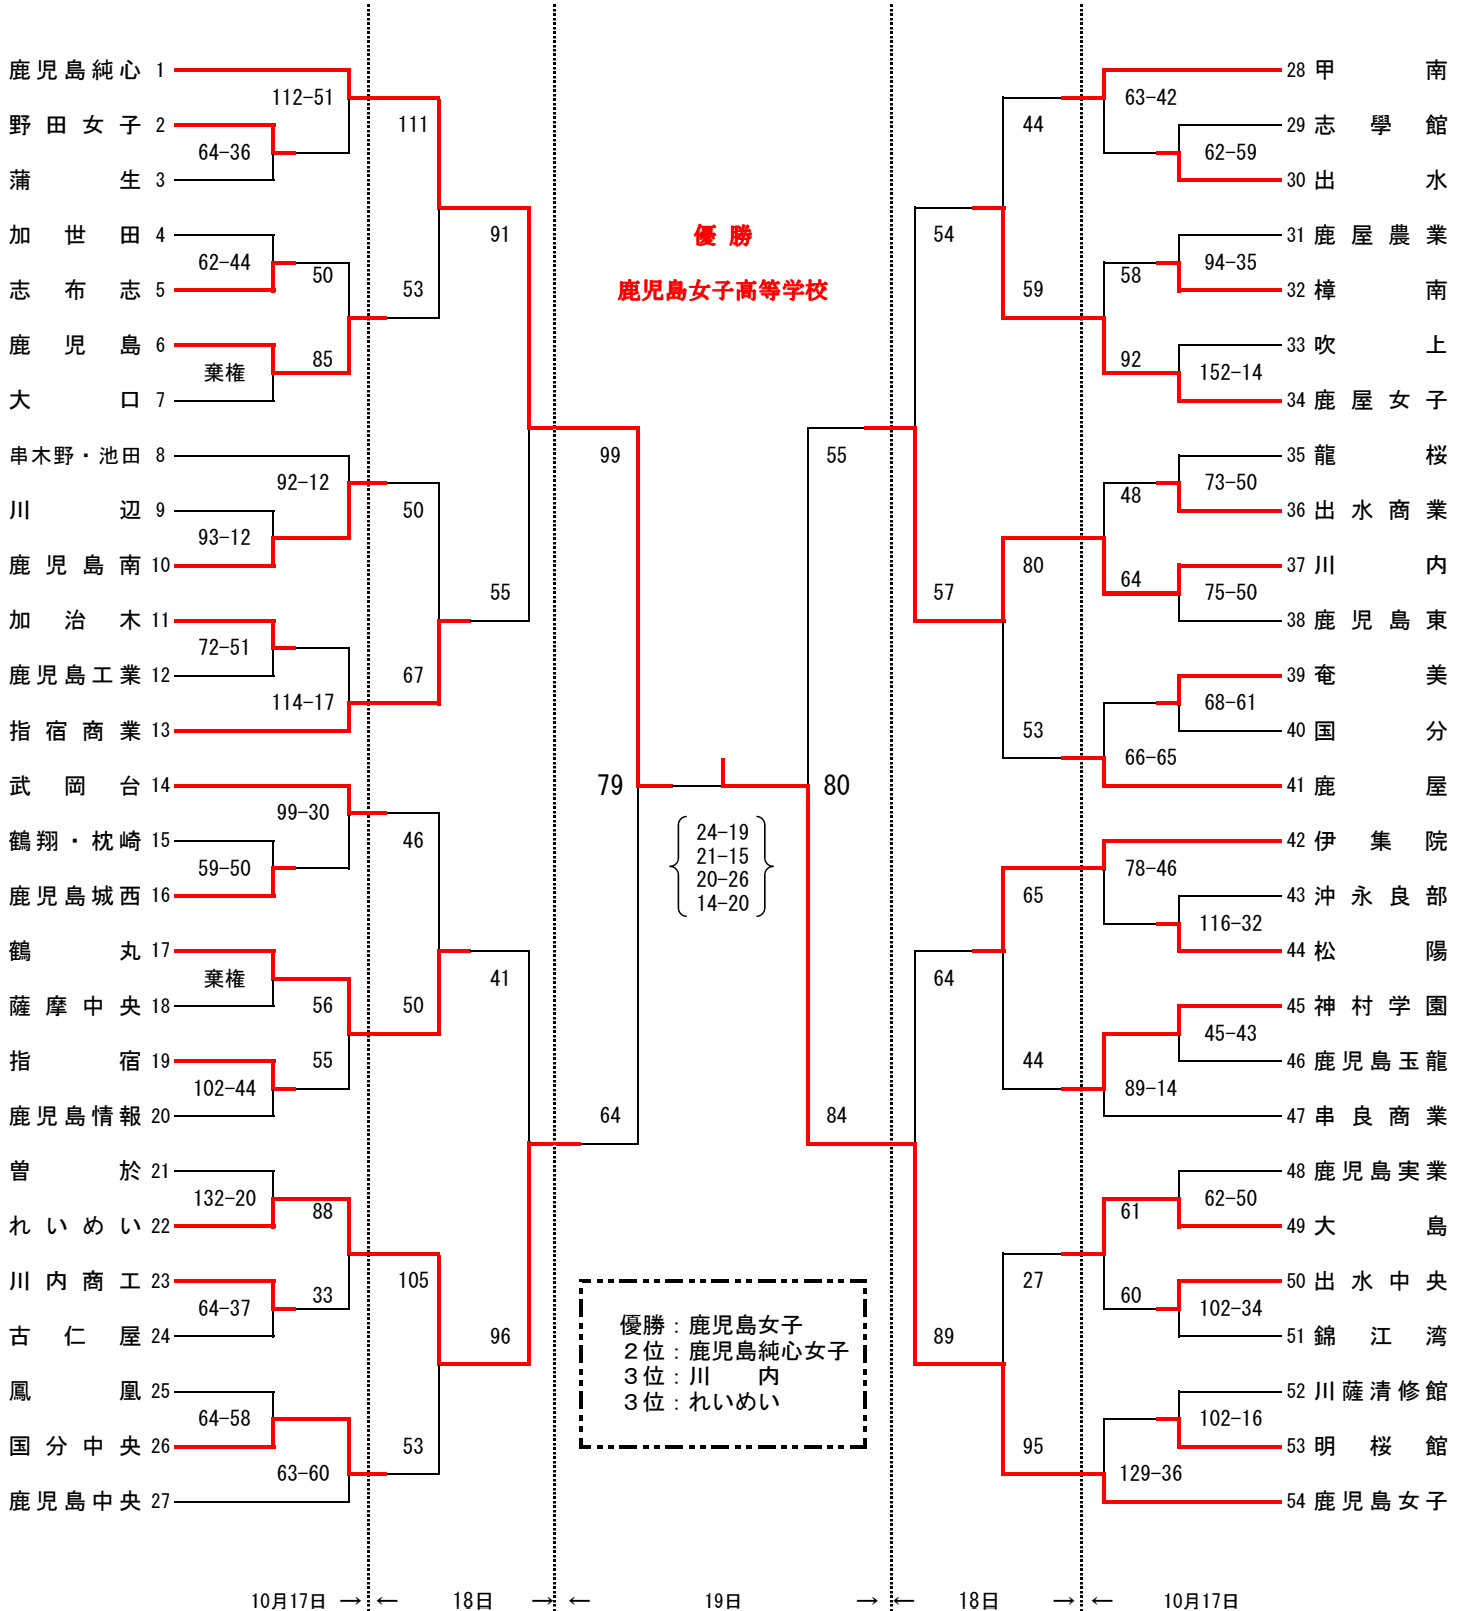 鹿児島純心 1
112-51
野田女子 2
64-36
蒲生 3
111
加世田 4
62-44
志布志 5
50
53
鹿児島 6
棄権
85
大口 7
91
串木野・池田 8
92-12
川辺 9
93-12
鹿児島南 10
50
加治木 11
72-51
鹿児島工業 12
114-17
指宿商業 13
67
55
99
武岡台 14
99-30
鶴翔・枕崎 15
59-50
鹿児島城西 16
46
鶴丸 17
棄権
薩摩中央 18
56
50
指宿 19
55
102-44
鹿児島情報 20
41
曽於 21
132-20
れいめい 22
88
川内商工 23
64-37
33
古仁屋 24
105
鳳凰 25
64-58
国分中央 26
63-60
鹿児島中央 27
53
96
64
優勝
鹿児島女子高等学校
79
80
24-19
21-15
20-26
14-20
優勝：鹿児島女子
２位：鹿児島純心女子
３位：川内
３位：れいめい
28 甲南
63-42
29 志學館
62-59
30 出水
44
31 鹿屋農業
94-35
32 樟南
58
59
33 吹上
152-14
92
34 鹿屋女子
54
35 龍桜
73-50
36 出水商業
48
37 川内
75-50
64
38 鹿児島東
80
39 奄美
68-61
40 国分
66-65
41 鹿屋
53
57
55
42 伊集院
78-46
43 沖永良部
116-32
44 松陽
65
45 神村学園
45-43
46 鹿児島玉龍
89-14
47 串良商業
44
64
48 鹿児島実業
62-50
49 大島
61
50 出水中央
102-34
60
51 錦江湾
27
52 川薩清修館
102-16
53 明桜館
129-36
54 鹿児島女子
95
89
84
10月17日 → ← 18日 → ← 19日 → ← 18日 → ← 10月17日